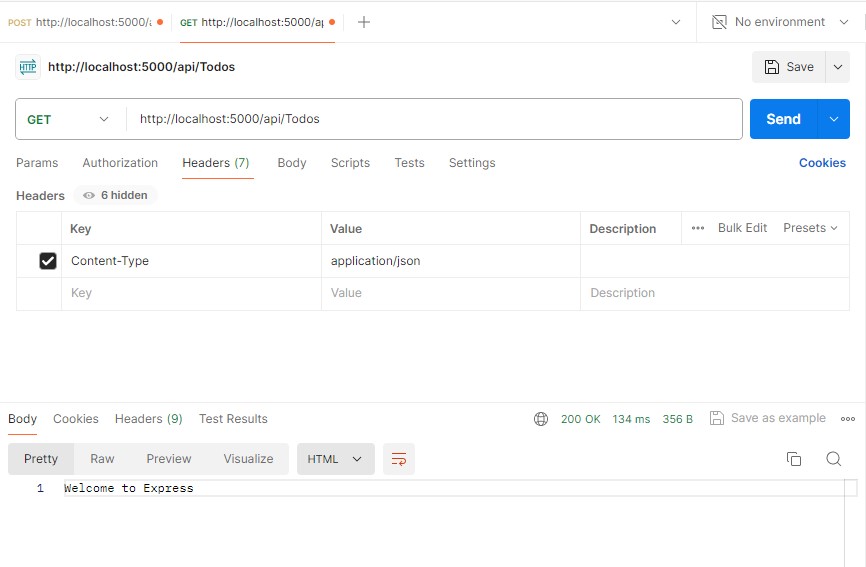 POST http://localhost:5000/a GET http://localhost:5000/a No environment
HTTP http://localhost:5000/api/Todos Save
GET http://localhost:5000/api/Todos Send
Params Authorization Headers (7) Body Scripts Tests Settings Cookies
Headers 6 hidden
Key Value Description Bulk Edit Presets
Content-Type application/json
Key Value Description
Body Cookies Headers (9) Test Results 200 OK 134 ms 356 B Save as example
Pretty Raw Preview Visualize HTML
1 Welcome to Express